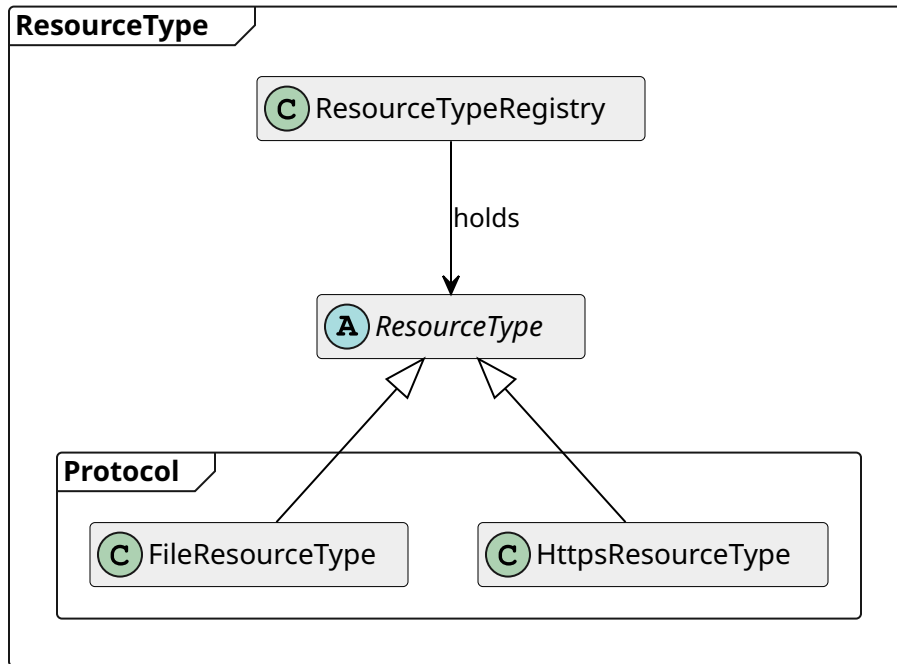 ResourceType
C ResourceTypeRegistry
holds
A ResourceType
Protocol
C FileResourceType
C HttpsResourceType